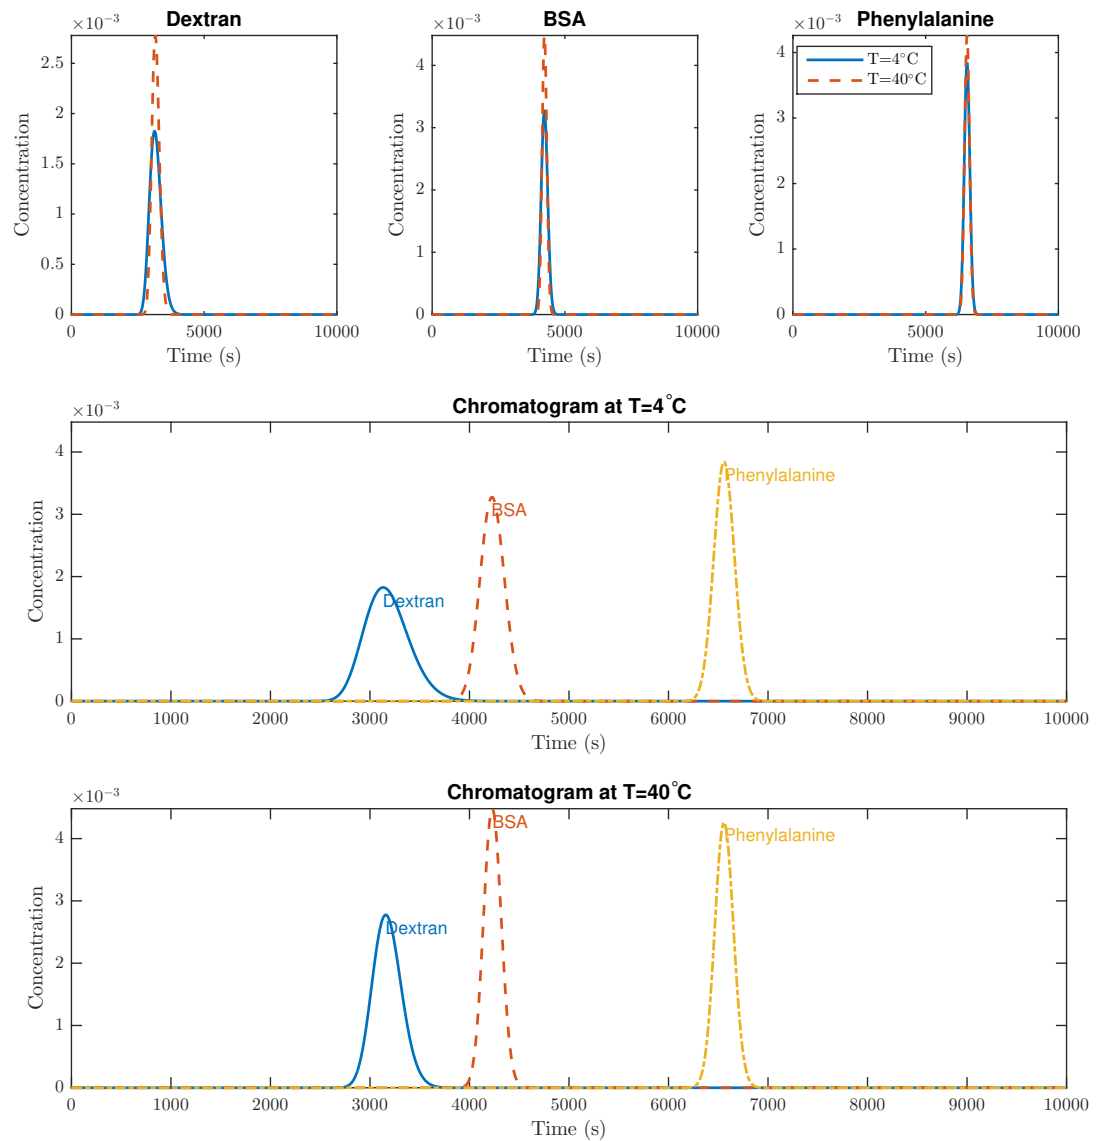 Dextran
BSA
Phenylalanine
×10⁻³
×10⁻³
×10⁻³
T=4°C
T=40°C
2.5
2
1.5
1
0.5
0
4
3
2
1
0
4
3
2
1
0
Concentration
Concentration
Concentration
0 5000 10000
0 5000 10000
0 5000 10000
Time (s)
Time (s)
Time (s)
Chromatogram at T=4°C
×10⁻³
4
3
2
1
0
Concentration
Phenylalanine
BSA
Dextran
0 1000 2000 3000 4000 5000 6000 7000 8000 9000 10000
Time (s)
Chromatogram at T=40°C
×10⁻³
4
3
2
1
0
Concentration
BSA
Phenylalanine
Dextran
0 1000 2000 3000 4000 5000 6000 7000 8000 9000 10000
Time (s)